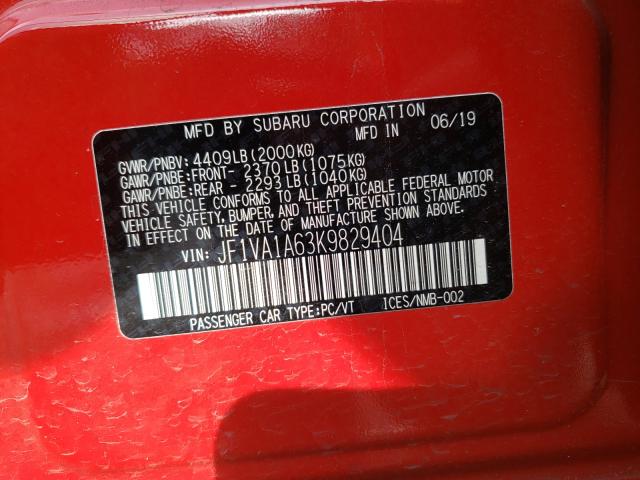 MFD BY SUBARU CORPORATION
MFD IN 06/19
GVWR/PNBV: 4409LB(2000KG)
GAWR/PNBE:FRONT- 2370LB(1075KG)
GAWR/PNBE:REAR - 2293LB(1040KG)
THIS VEHICLE CONFORMS TO ALL APPLICABLE FEDERAL MOTOR
VEHICLE SAFETY, BUMPER, AND THEFT PREVENTION STANDARDS
IN EFFECT ON THE DATE OF MANUFACTURE SHOWN ABOVE.
VIN: JF1VA1A63K9829404
PASSENGER CAR TYPE:PC/VT ICES/NMB-002